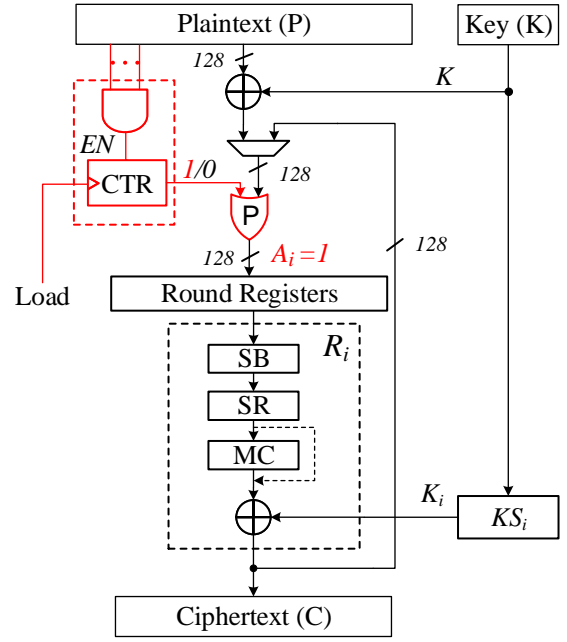 Plaintext (P)
Key (K)
128
K
EN
CTR
1/0
128
P
128
A_i=1
128
Load
Round Registers
R_i
SB
SR
MC
K_i
KS_i
Ciphertext (C)